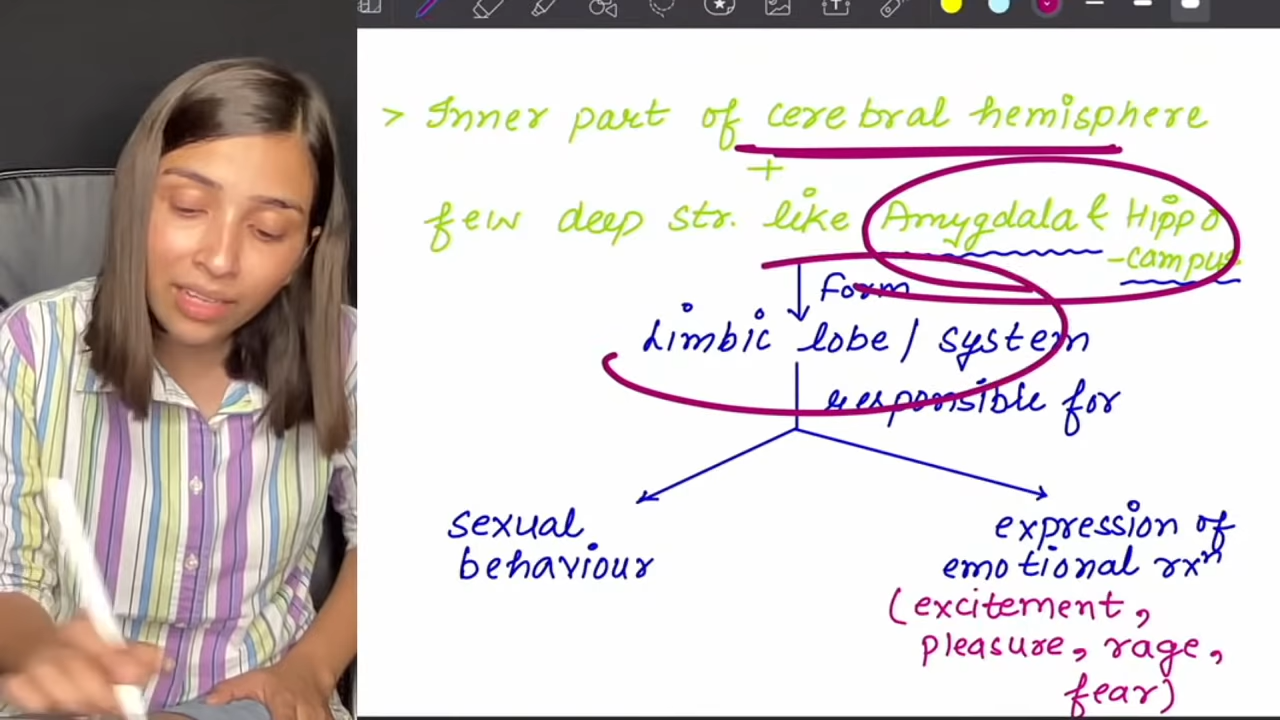 > Inner part of cerebral hemisphere
+
few deep str. like Amygdala & Hippo
-campus
form
Limbic lobe / system
responsible for
sexual
behaviour
expression of
emotional rxⁿ
(excitement,
pleasure, rage,
fear)